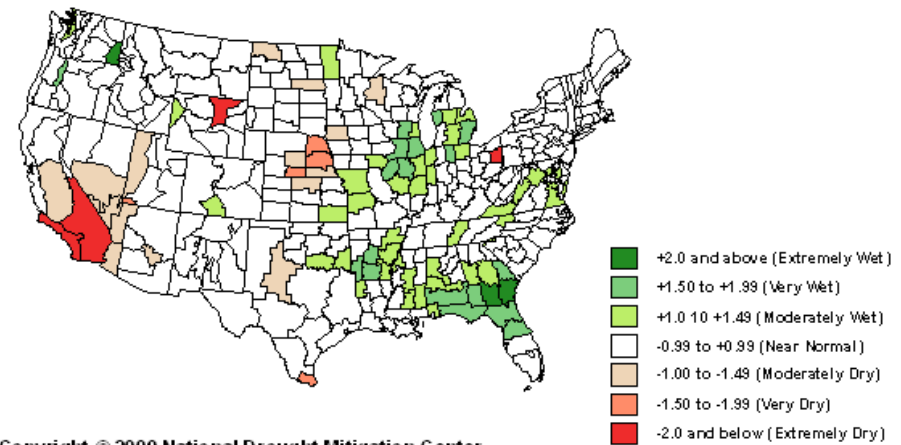 +2.0 and above (Extremely Wet)
+1.50 to +1.99 (Very Wet)
+1.0 10 +1.49 (Moderately Wet)
-0.99 to +0.99 (Near Normal)
-1.00 to -1.49 (Moderately Dry)
-1.50 to -1.99 (Very Dry)
-2.0 and below (Extremely Dry)
Copyright © 2009 National Drought Mitigation Center